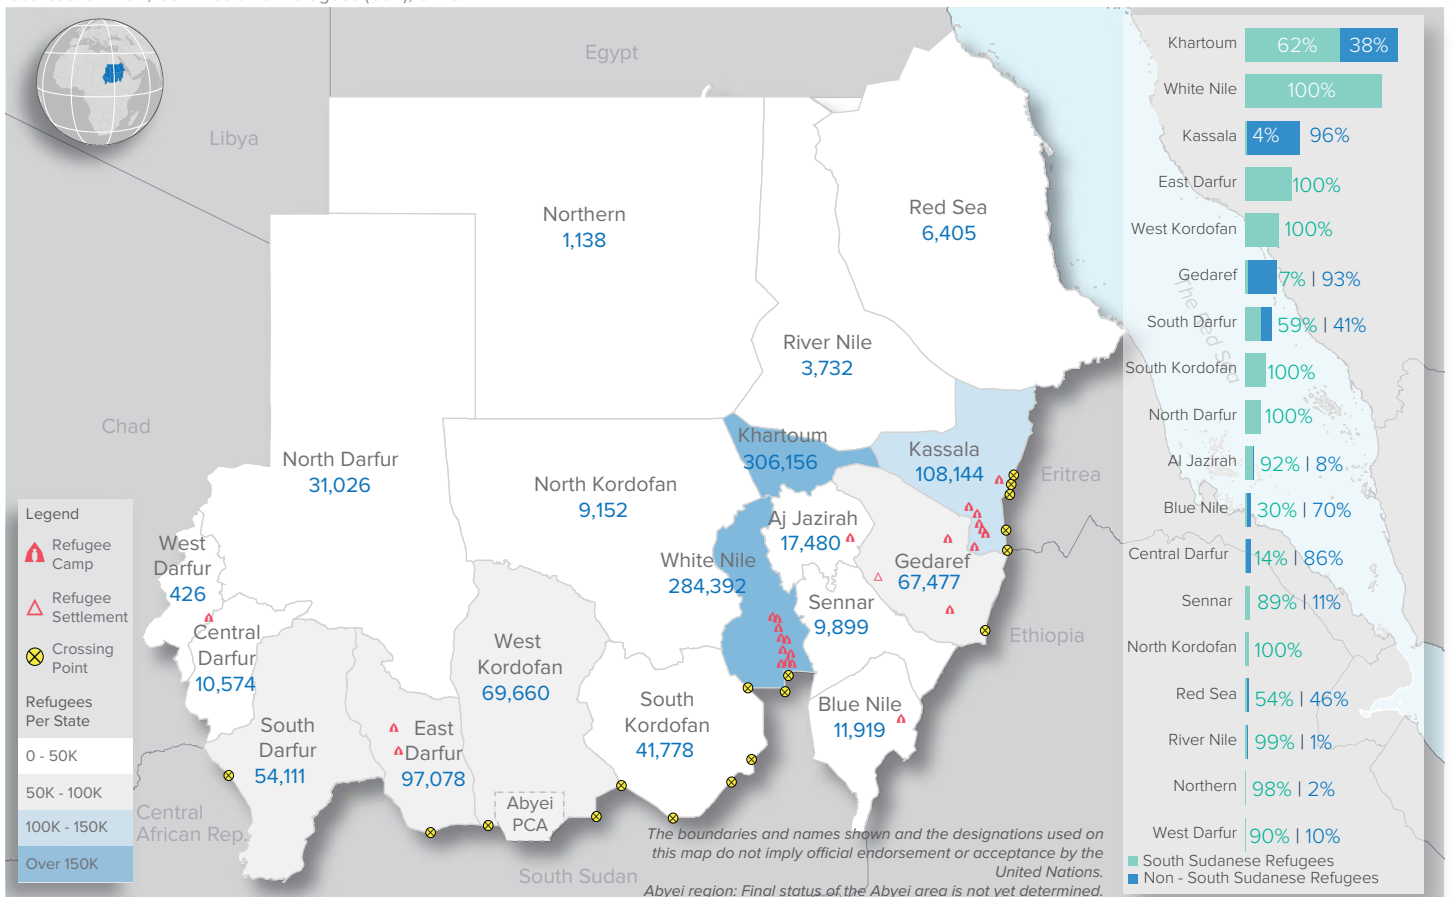 Egypt
Libya
Chad
Northern
1,138
Red Sea
6,405
River Nile
3,732
North Darfur
31,026
North Kordofan
9,152
Khartoum
306,156
Kassala
108,144
Eritrea
Aj Jazirah
17,480
Gedaref
67,477
White Nile
284,392
Sennar
9,899
Ethiopia
West
Darfur
426
Central
Darfur
10,574
South
Darfur
54,111
East
Darfur
97,078
West
Kordofan
69,660
South
Kordofan
41,778
Blue Nile
11,919
Abyei
PCA
Central
African Rep.
South Sudan
The Red Sea
Legend
Refugee
Camp
Refugee
Settlement
Crossing
Point
Refugees
Per State
0 - 50K
50K - 100K
100K - 150K
Over 150K
The boundaries and names shown and the designations used on
this map do not imply official endorsement or acceptance by the
United Nations.
Abyei region: Final status of the Abyei area is not yet determined.
Khartoum 62% 38%
White Nile 100%
Kassala 4% 96%
East Darfur 100%
West Kordofan 100%
Gedaref 7% | 93%
South Darfur 59% | 41%
South Kordofan 100%
North Darfur 100%
Al Jazirah 92% | 8%
Blue Nile 30% | 70%
Central Darfur 14% | 86%
Sennar 89% | 11%
North Kordofan 100%
Red Sea 54% | 46%
River Nile 99% | 1%
Northern 98% | 2%
West Darfur 90% | 10%
South Sudanese Refugees
Non - South Sudanese Refugees